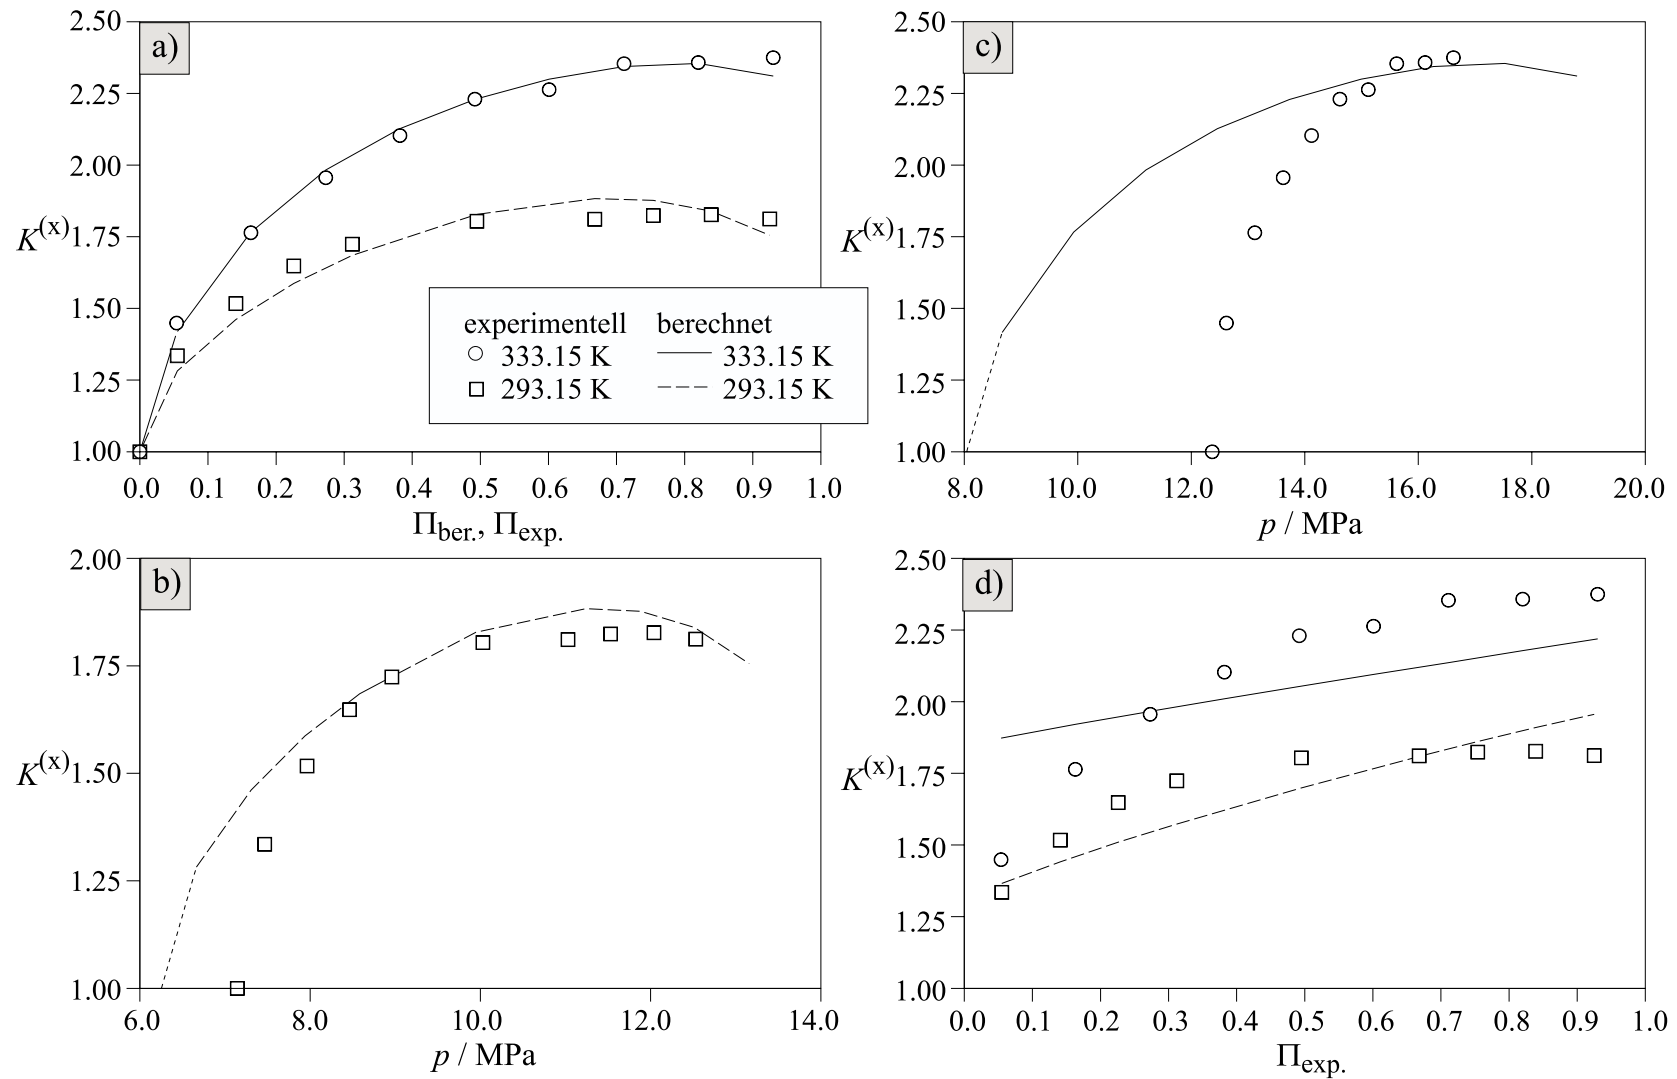 a)
2.50
2.25
2.00
1.75
1.50
1.25
1.00
K(x)
0.0 0.1 0.2 0.3 0.4 0.5 0.6 0.7 0.8 0.9 1.0
Πber., Πexp.
experimentell berechnet
333.15 K 333.15 K
293.15 K 293.15 K
c)
2.50
2.25
2.00
1.75
1.50
1.25
1.00
K(x)
8.0 10.0 12.0 14.0 16.0 18.0 20.0
p / MPa
b)
2.00
1.75
1.50
1.25
1.00
K(x)
6.0 8.0 10.0 12.0 14.0
p / MPa
d)
2.50
2.25
2.00
1.75
1.50
1.25
1.00
K(x)
0.0 0.1 0.2 0.3 0.4 0.5 0.6 0.7 0.8 0.9 1.0
Πexp.